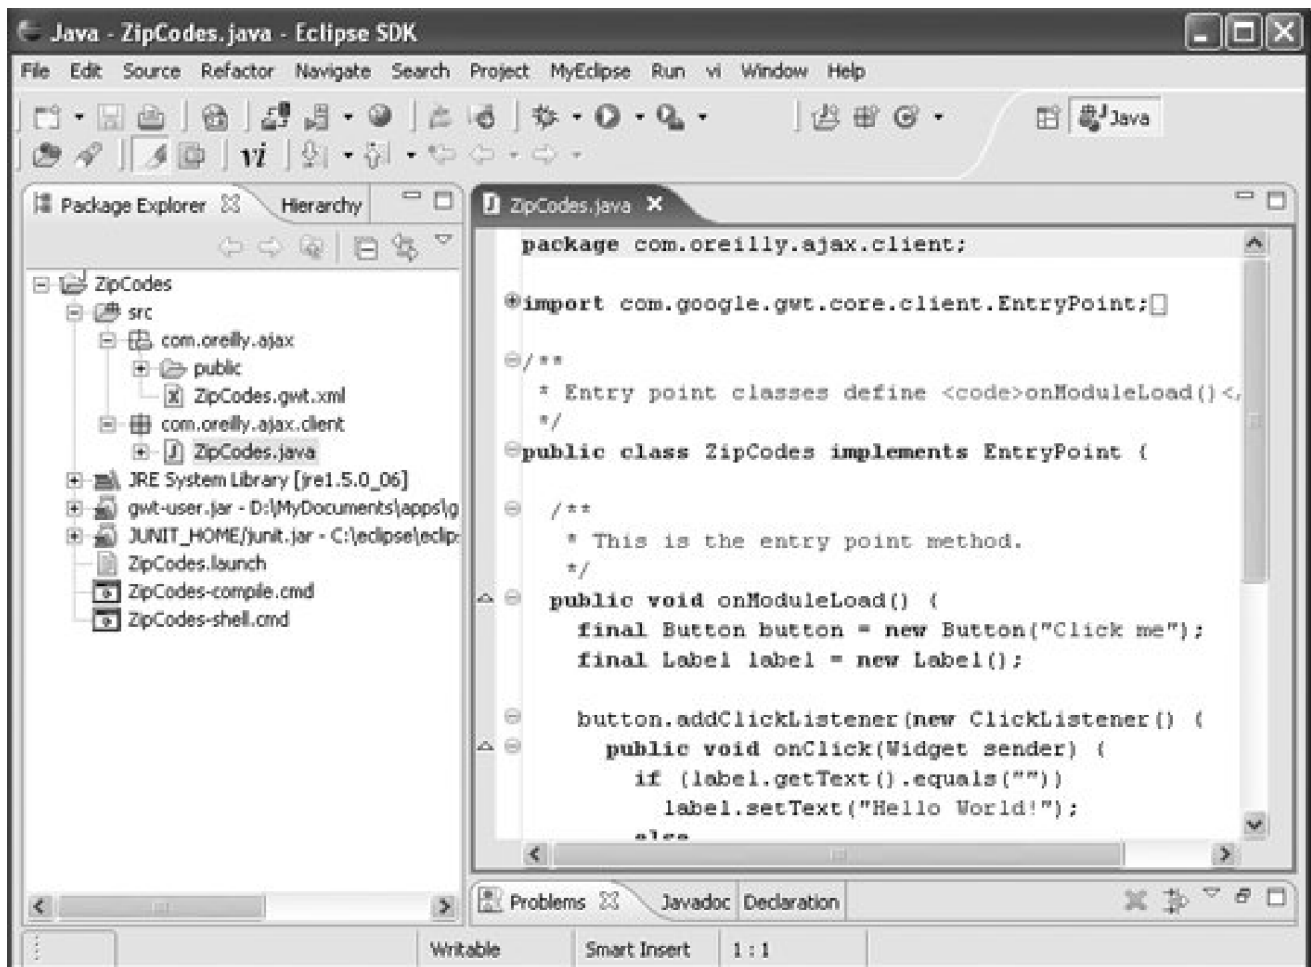 Java - ZipCodes.java - Eclipse SDK
File Edit Source Refactor Navigate Search Project MyEclipse Run vi Window Help
Java
vi
Package Explorer Hierarchy
ZipCodes
src
com.oreilly.ajax
public
ZipCodes.gwt.xml
com.oreilly.ajax.client
ZipCodes.java
JRE System Library [jre1.5.0_06]
gwt-user.jar - D:\MyDocuments\apps\g
JUNIT_HOME/junit.jar - C:\eclipse\eclip
ZipCodes.launch
ZipCodes-compile.cmd
ZipCodes-shell.cmd
ZipCodes.java
package com.oreilly.ajax.client;
import com.google.gwt.core.client.EntryPoint;
/**
* Entry point classes define <code>onModuleLoad()</
*/
public class ZipCodes implements EntryPoint {
/**
* This is the entry point method.
*/
public void onModuleLoad() {
final Button button = new Button("Click me");
final Label label = new Label();
button.addClickListener(new ClickListener() {
public void onClick(Widget sender) {
if (label.getText().equals(""))
label.setText("Hello World!");
else
Problems Javadoc Declaration
Writable Smart Insert 1 : 1